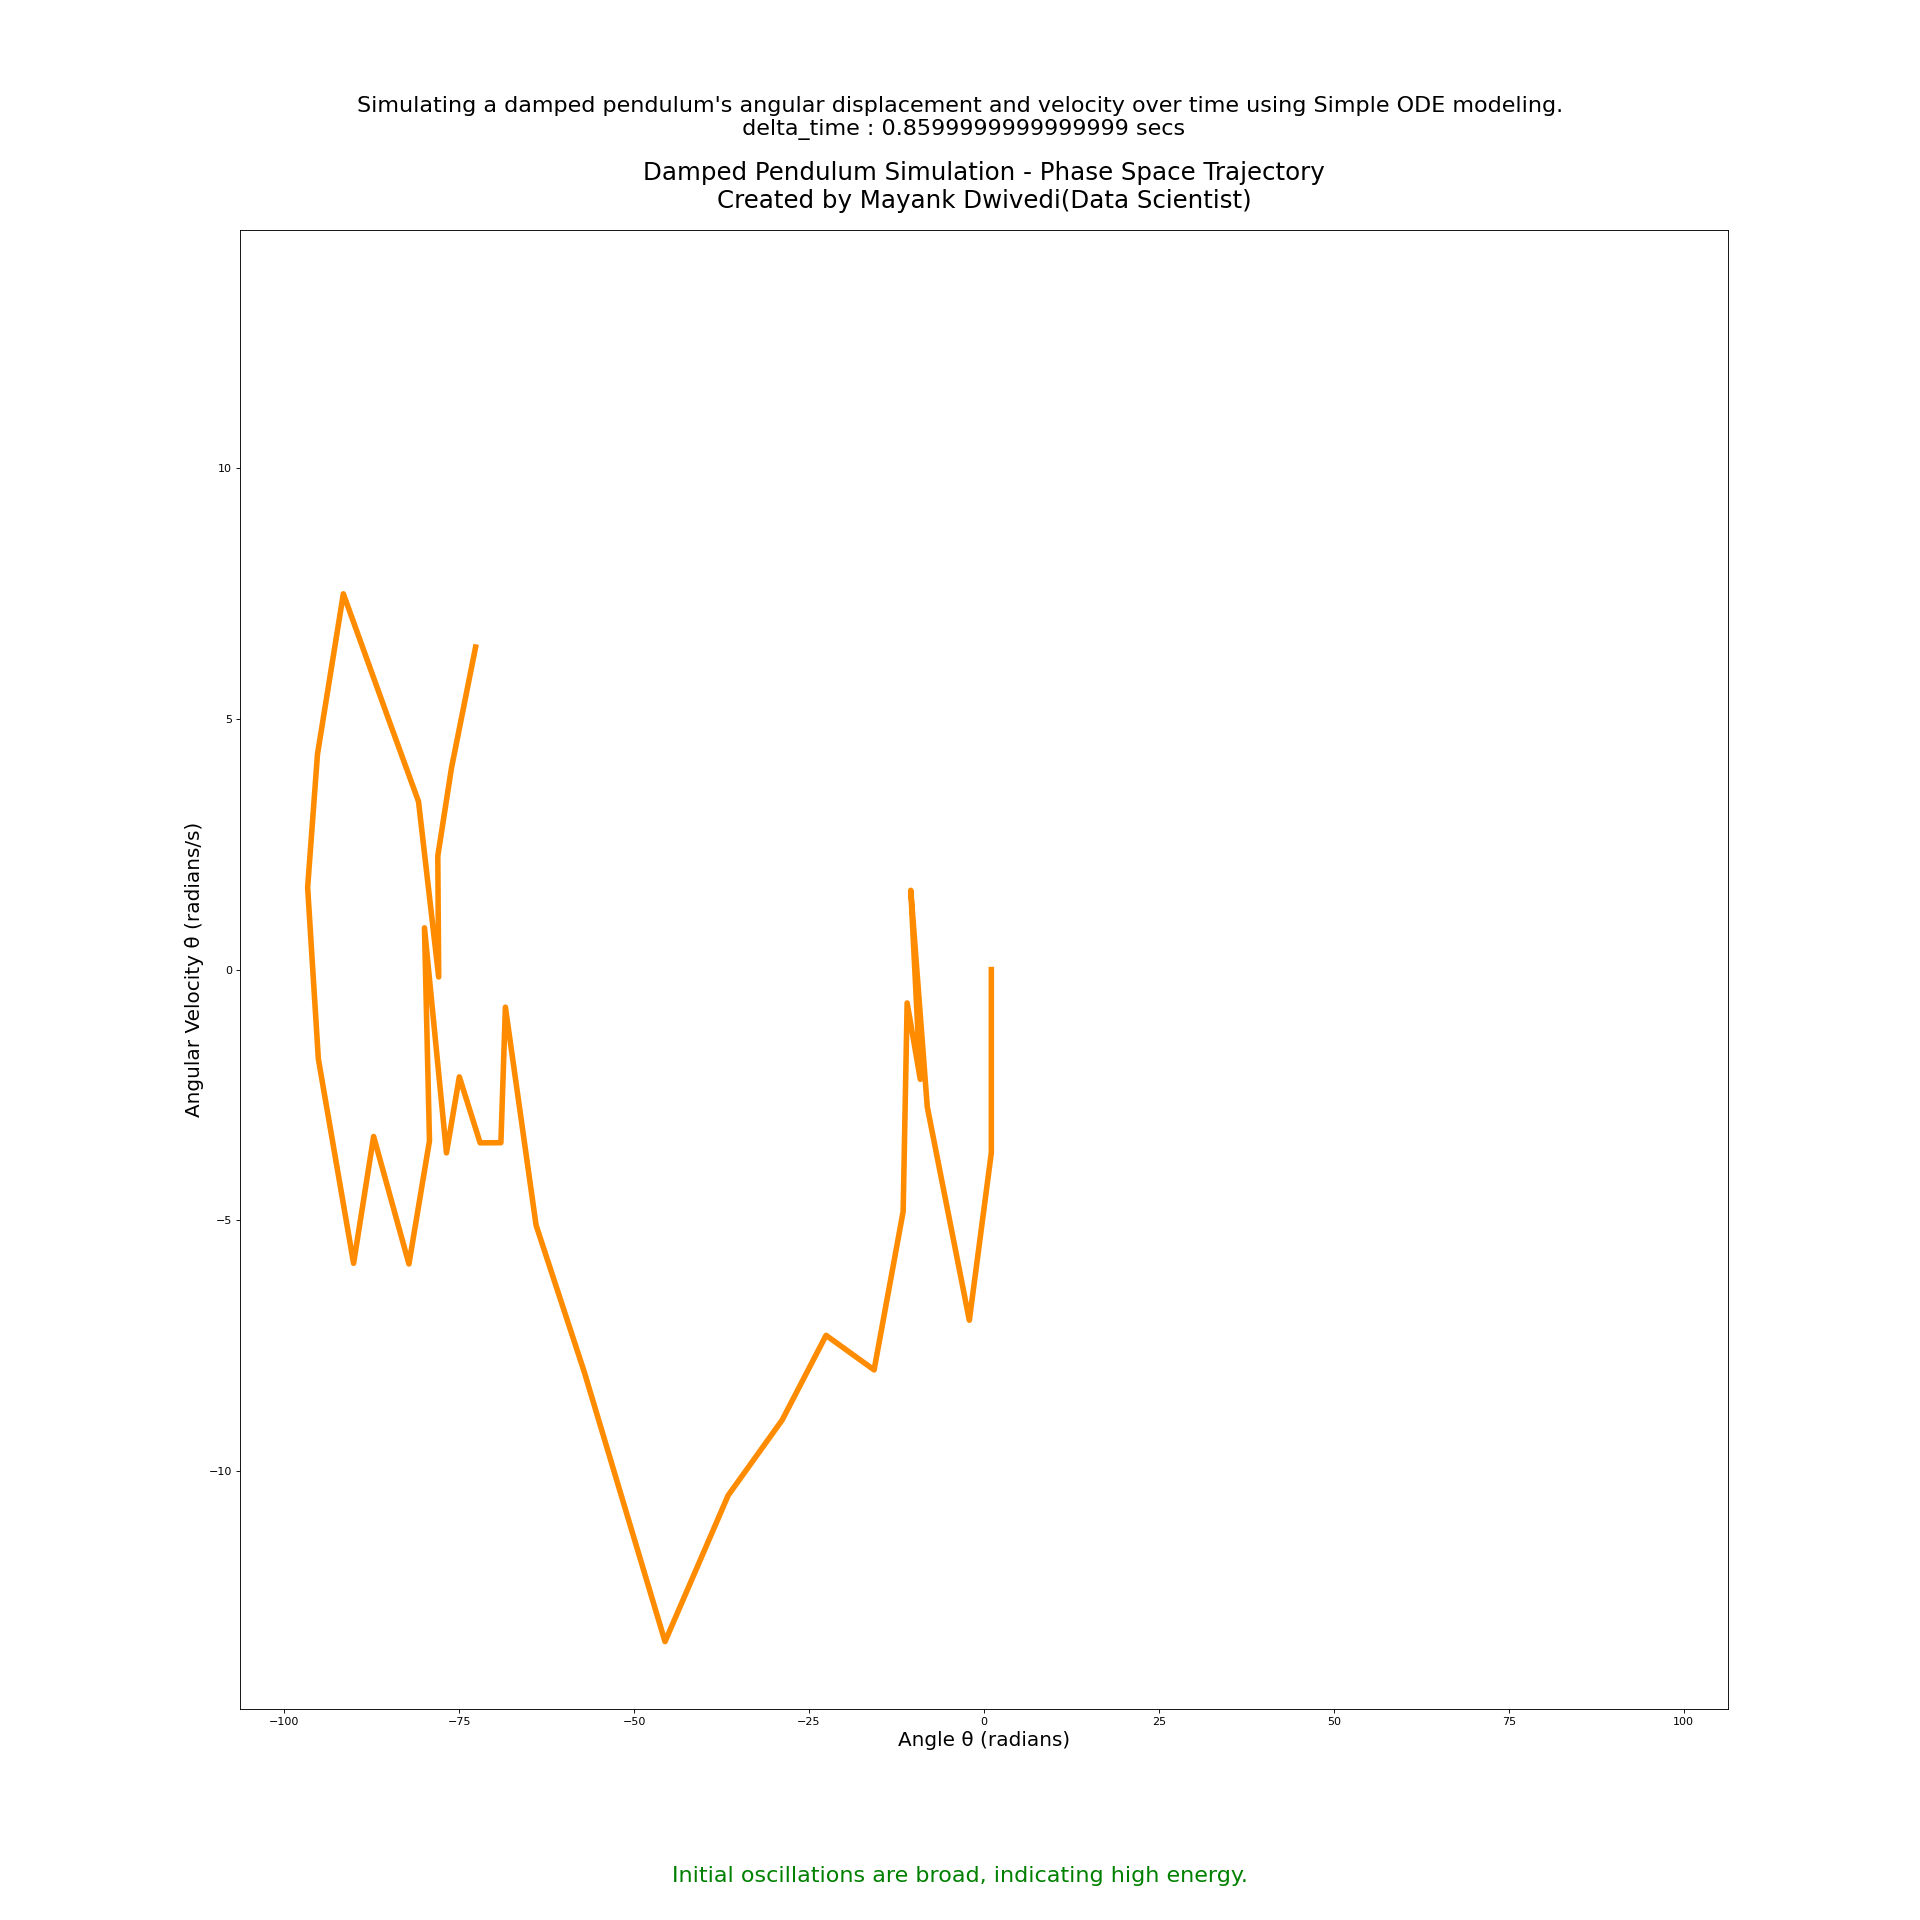 Simulating a damped pendulum's angular displacement and velocity over time using Simple ODE modeling.
delta_time : 0.8599999999999999 secs
Damped Pendulum Simulation - Phase Space Trajectory
Created by Mayank Dwivedi(Data Scientist)
10
5
0
−5
−10
Angular Velocity θ (radians/s)
−100
−75
−50
−25
0
25
50
75
100
Angle θ (radians)
Initial oscillations are broad, indicating high energy.